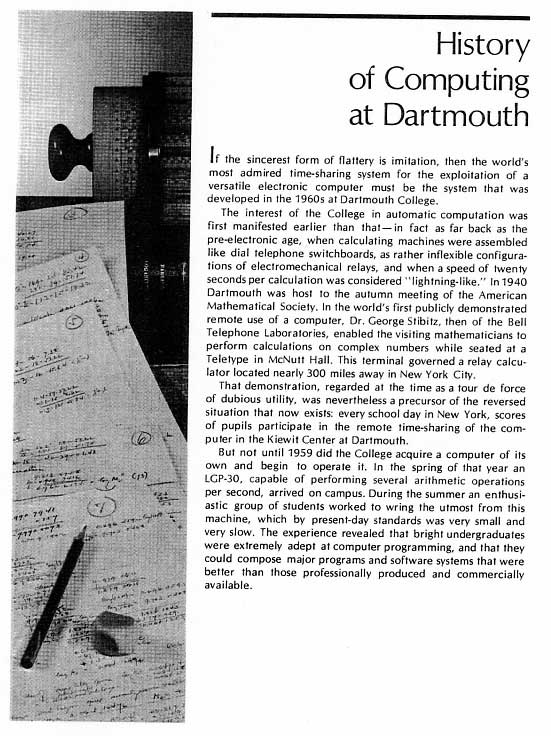 History
of Computing
at Dartmouth
If the sincerest form of flattery is imitation, then the world's
most admired time-sharing system for the exploitation of a
versatile electronic computer must be the system that was
developed in the 1960s at Dartmouth College.
The interest of the College in automatic computation was
first manifested earlier than that—in fact as far back as the
pre-electronic age, when calculating machines were assembled
like dial telephone switchboards, as rather inflexible configura-
tions of electromechanical relays, and when a speed of twenty
seconds per calculation was considered "lightning-like." In 1940
Dartmouth was host to the autumn meeting of the American
Mathematical Society. In the world's first publicly demonstrated
remote use of a computer, Dr. George Stibitz, then of the Bell
Telephone Laboratories, enabled the visiting mathematicians to
perform calculations on complex numbers while seated at a
Teletype in McNutt Hall. This terminal governed a relay calcu-
lator located nearly 300 miles away in New York City.
That demonstration, regarded at the time as a tour de force
of dubious utility, was nevertheless a precursor of the reversed
situation that now exists: every school day in New York, scores
of pupils participate in the remote time-sharing of the com-
puter in the Kiewit Center at Dartmouth.
But not until 1959 did the College acquire a computer of its
own and begin to operate it. In the spring of that year an
LGP-30, capable of performing several arithmetic operations
per second, arrived on campus. During the summer an enthusi-
astic group of students worked to wring the utmost from this
machine, which by present-day standards was very small and
very slow. The experience revealed that bright undergraduates
were extremely adept at computer programming, and that they
could compose major programs and software systems that were
better than those professionally produced and commercially
available.